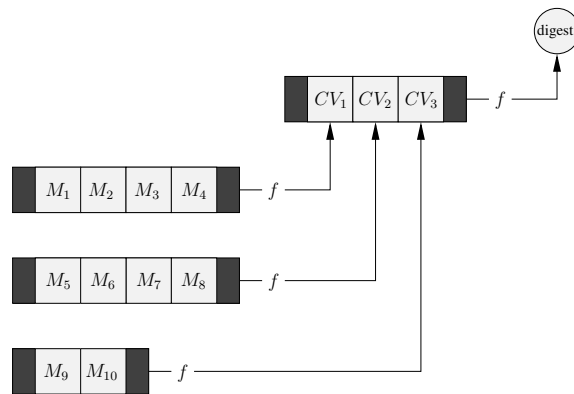 digest
CV₁ CV₂ CV₃ f
M₁ M₂ M₃ M₄ f
M₅ M₆ M₇ M₈ f
M₉ M₁₀ f